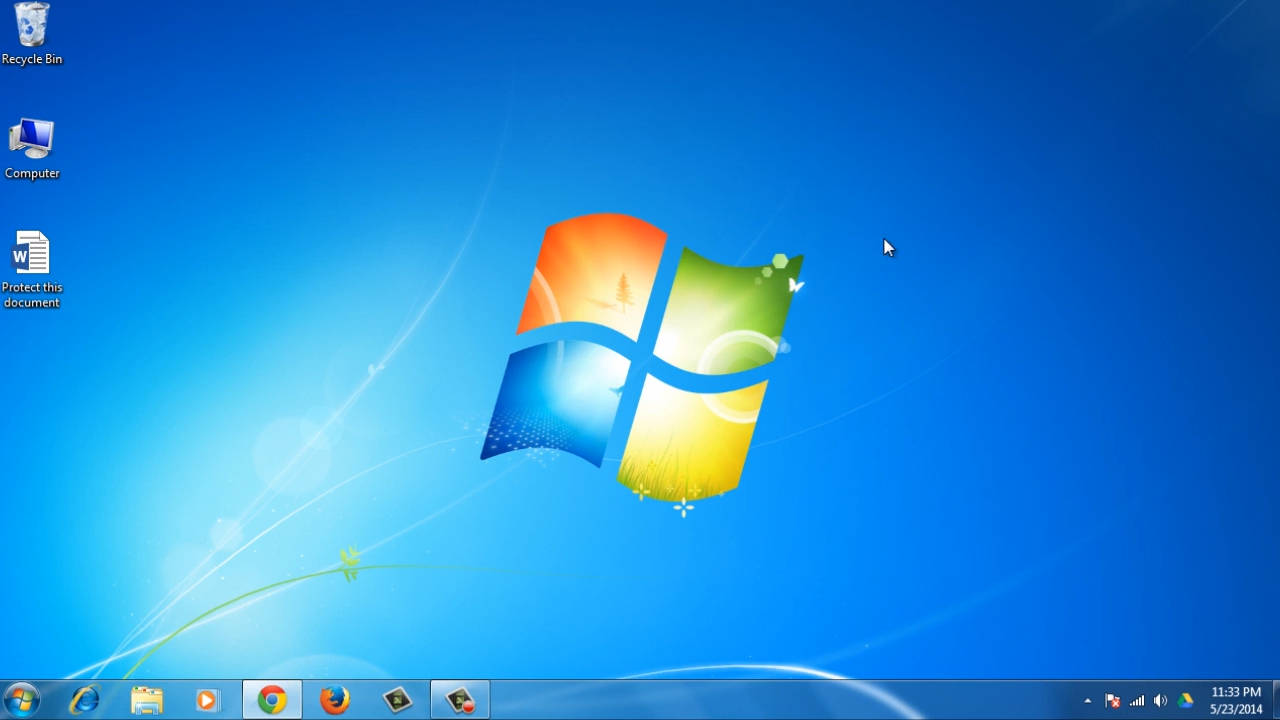 Recycle Bin
Computer
W
Protect this
document
11:33 PM
5/23/2014